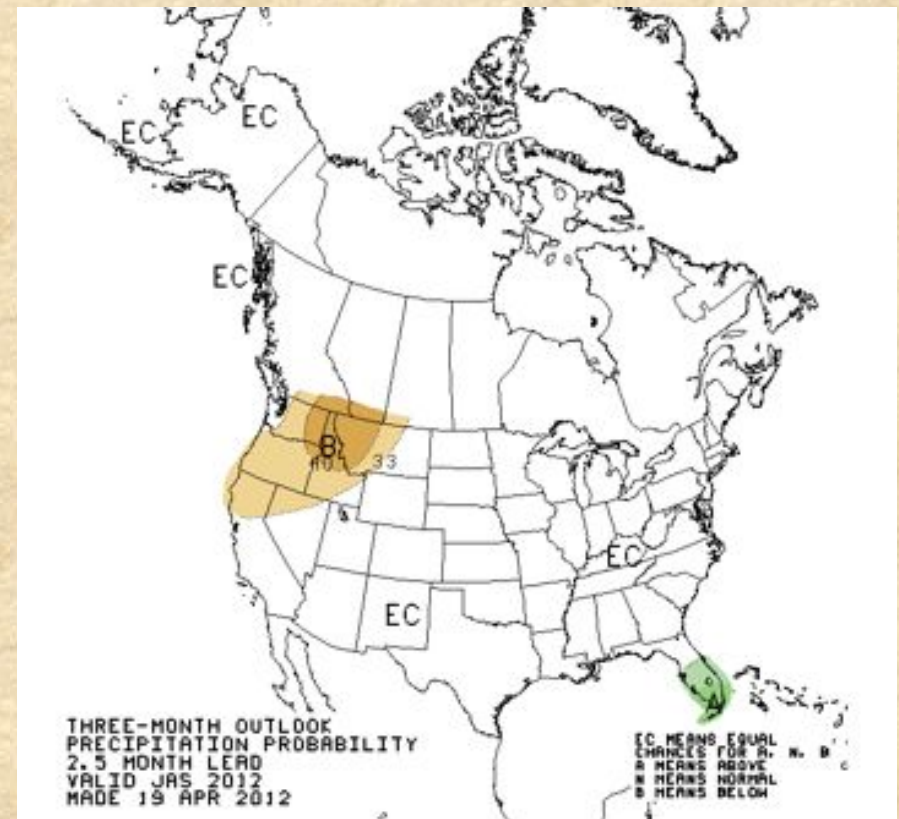 EC
EC
EC
B
40 33
EC
EC
A
THREE-MONTH OUTLOOK
PRECIPITATION PROBABILITY
2.5 MONTH LEAD
VALID JAS 2012
MADE 19 APR 2012
EC MEANS EQUAL
CHANCES FOR A, N, B
A MEANS ABOVE
N MEANS NORMAL
B MEANS BELOW